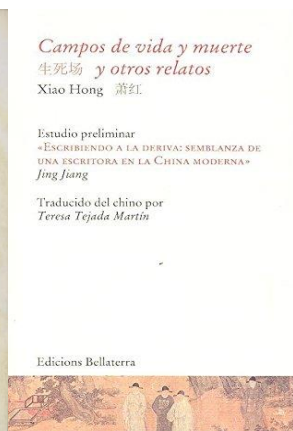 Campos de vida y muerte
生死场 y otros relatos
Xiao Hong 萧红
Estudio preliminar
«Escribiendo a la deriva: semblanza de
una escritora en la China moderna»
Jing Jiang
Traducido del chino por
Teresa Tejada Martín
Edicions Bellaterra